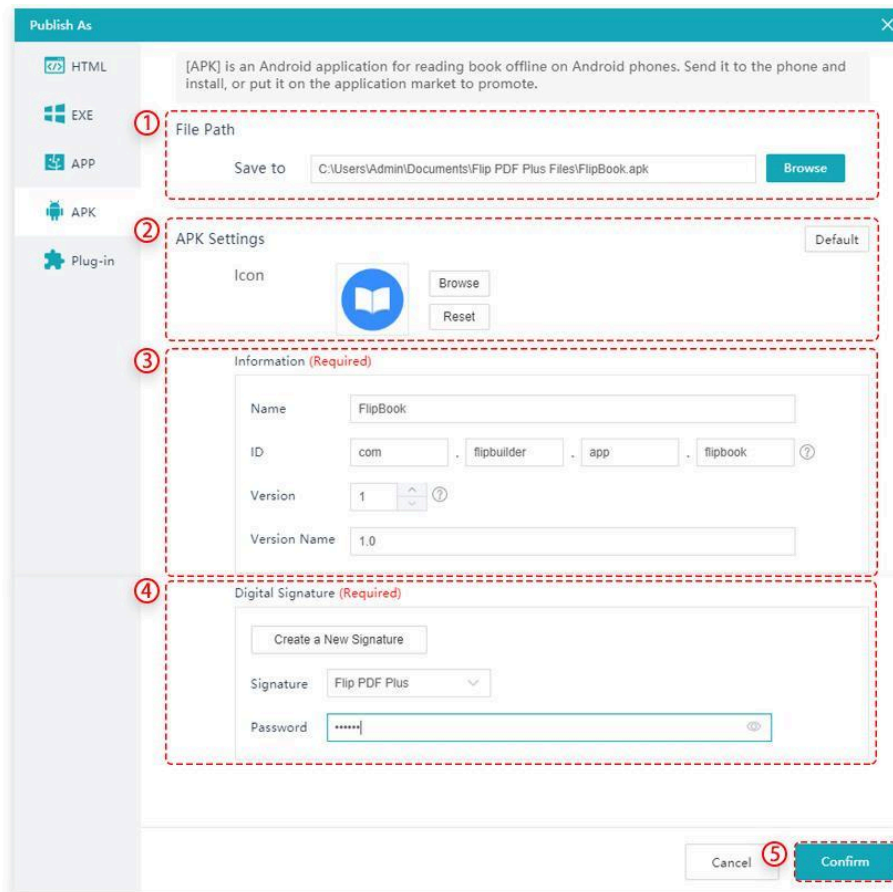 Publish As
HTML
EXE
APP
APK
Plug-in
[APK] is an Android application for reading book offline on Android phones. Send it to the phone and
install, or put it on the application market to promote.
①
File Path
Save to C:\Users\Admin\Documents\Flip PDF Plus Files\FlipBook.apk Browse
②
APK Settings Default
Icon Browse
Reset
③
Information (Required)
Name FlipBook
ID com . flipbuilder . app . flipbook ?
Version 1 ?
Version Name 1.0
④
Digital Signature (Required)
Create a New Signature
Signature Flip PDF Plus
Password ••••••
Cancel ⑤ Confirm